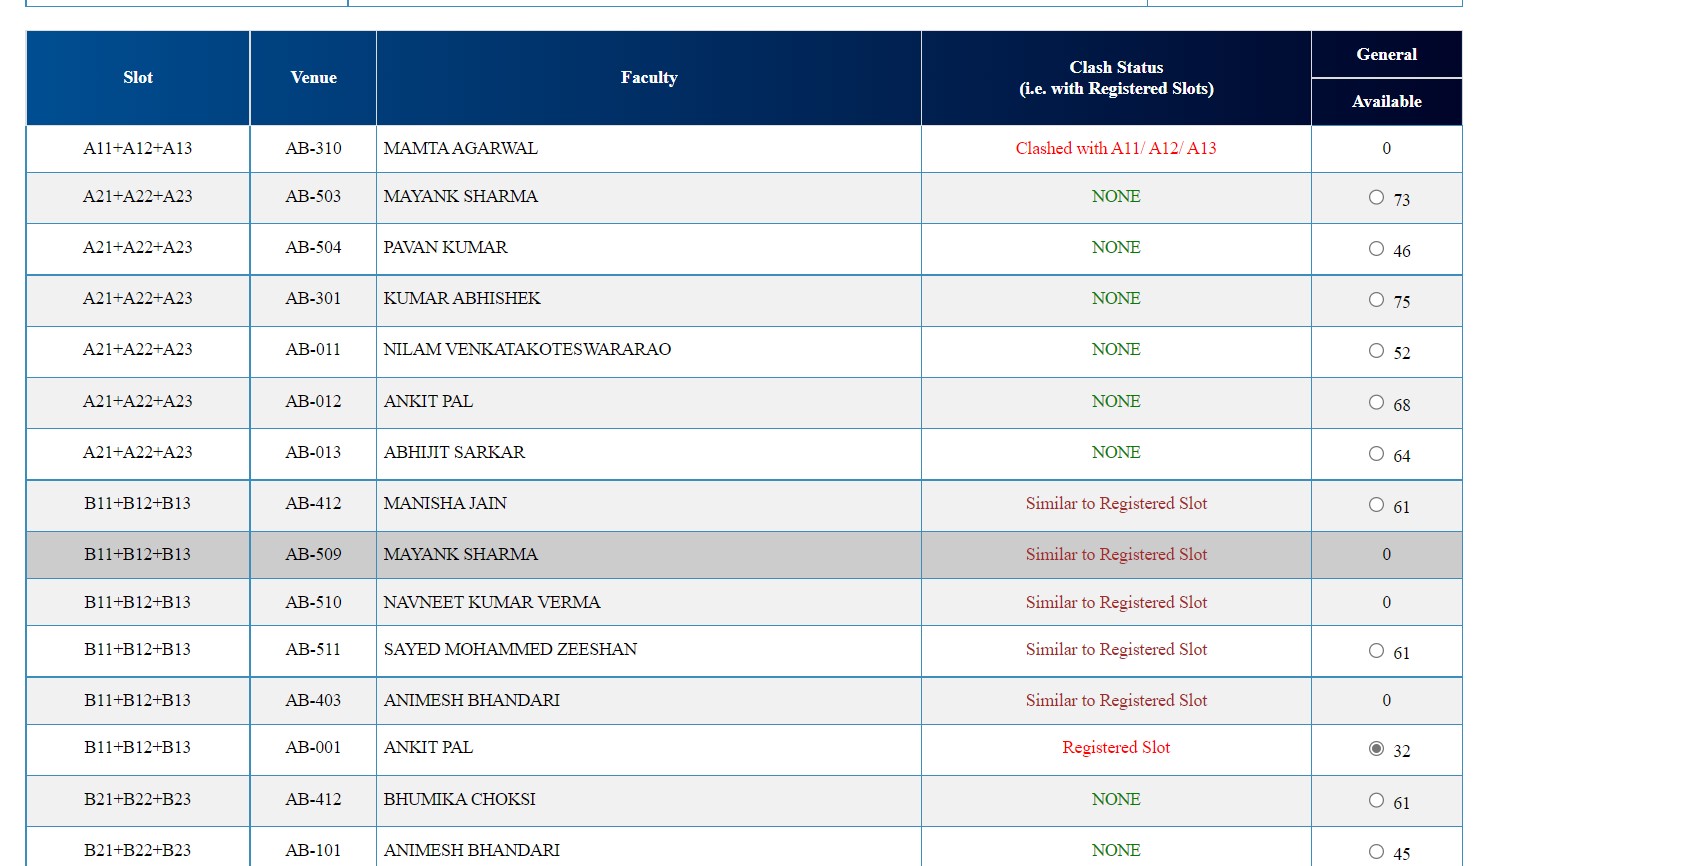 Slot Venue Faculty Clash Status (i.e. with Registered Slots) General Available
A11+A12+A13 AB-310 MAMTA AGARWAL Clashed with A11/ A12/ A13 0
A21+A22+A23 AB-503 MAYANK SHARMA NONE 73
A21+A22+A23 AB-504 PAVAN KUMAR NONE 46
A21+A22+A23 AB-301 KUMAR ABHISHEK NONE 75
A21+A22+A23 AB-011 NILAM VENKATAKOTESWARARAO NONE 52
A21+A22+A23 AB-012 ANKIT PAL NONE 68
A21+A22+A23 AB-013 ABHIJIT SARKAR NONE 64
B11+B12+B13 AB-412 MANISHA JAIN Similar to Registered Slot 61
B11+B12+B13 AB-509 MAYANK SHARMA Similar to Registered Slot 0
B11+B12+B13 AB-510 NAVNEET KUMAR VERMA Similar to Registered Slot 0
B11+B12+B13 AB-511 SAYED MOHAMMED ZEESHAN Similar to Registered Slot 61
B11+B12+B13 AB-403 ANIMESH BHANDARI Similar to Registered Slot 0
B11+B12+B13 AB-001 ANKIT PAL Registered Slot 32
B21+B22+B23 AB-412 BHUMIKA CHOKSI NONE 61
B21+B22+B23 AB-101 ANIMESH BHANDARI NONE 45